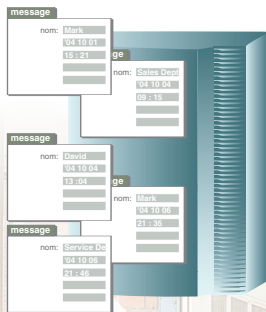 message
nom: Mark
'04 10 01
15 : 21
ge
nom: Sales Dept
'04 10 04
09 : 15
message
nom: David
'04 10 04
13 :04
ge
nom: Mark
'04 10 06
21 : 35
message
nom: Service De
'04 10 06
21 : 46